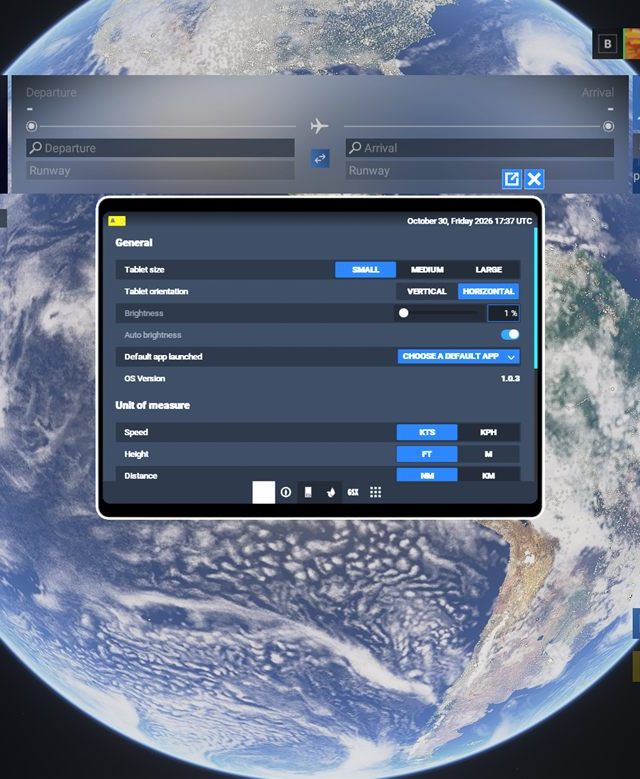 B
Departure
Arrival
-
-
Departure
Arrival
Runway
Runway
October 30, Friday 2026 17:37 UTC
General
Tablet size SMALL MEDIUM LARGE
Tablet orientation VERTICAL HORIZONTAL
Brightness 1 %
Auto brightness
Default app launched CHOOSE A DEFAULT APP
OS Version 1.0.3
Unit of measure
Speed KTS KPH
Height FT M
Distance NM KM
GSX